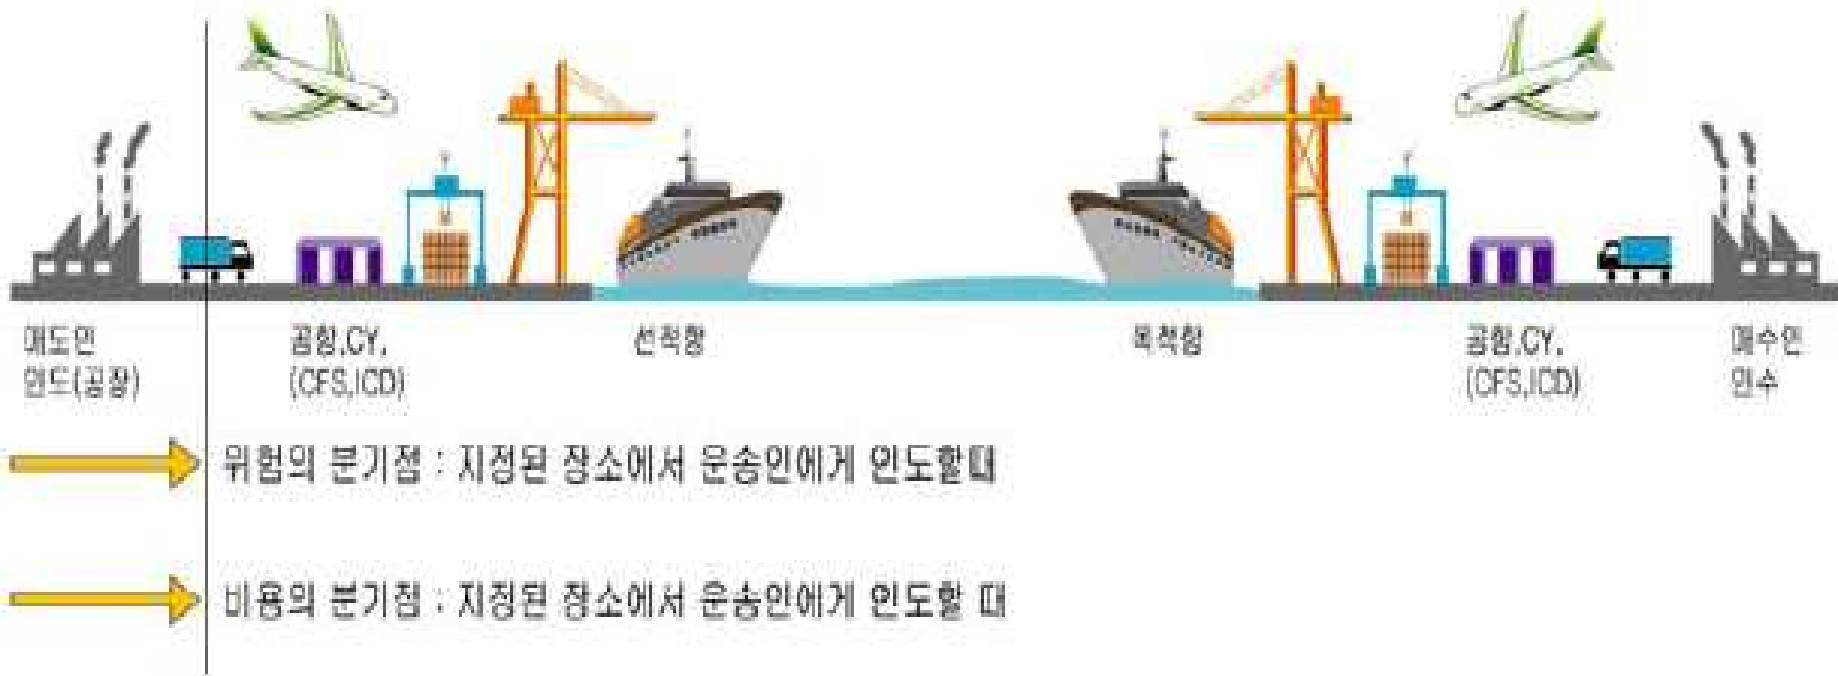 매도인
인도(공장)
공항,CY,
(CFS,ICD)
선적항
목적항
공항,CY,
(CFS,ICD)
매수인
인수
위험의 분기점 : 지정된 장소에서 운송인에게 인도할때
비용의 분기점 : 지정된 장소에서 운송인에게 인도할 때